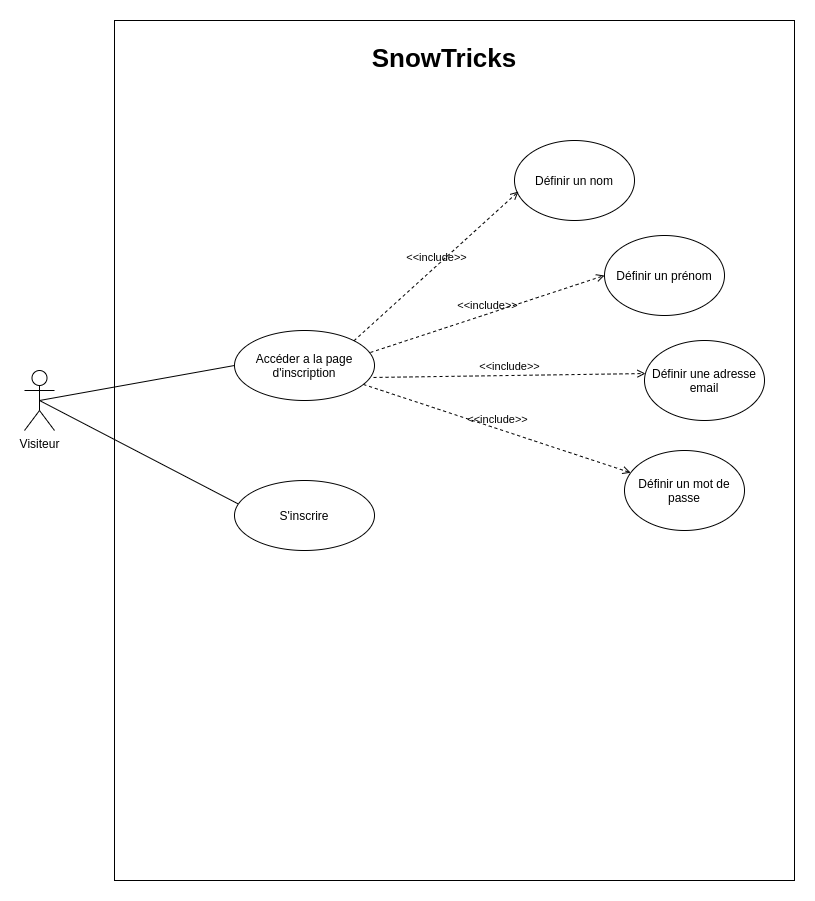 SnowTricks
Définir un nom
<<include>>
Définir un prénom
<<include>>
Accéder a la page
d'inscription
<<include>>
Définir une adresse
email
<<include>>
Visiteur
Définir un mot de
passe
S'inscrire